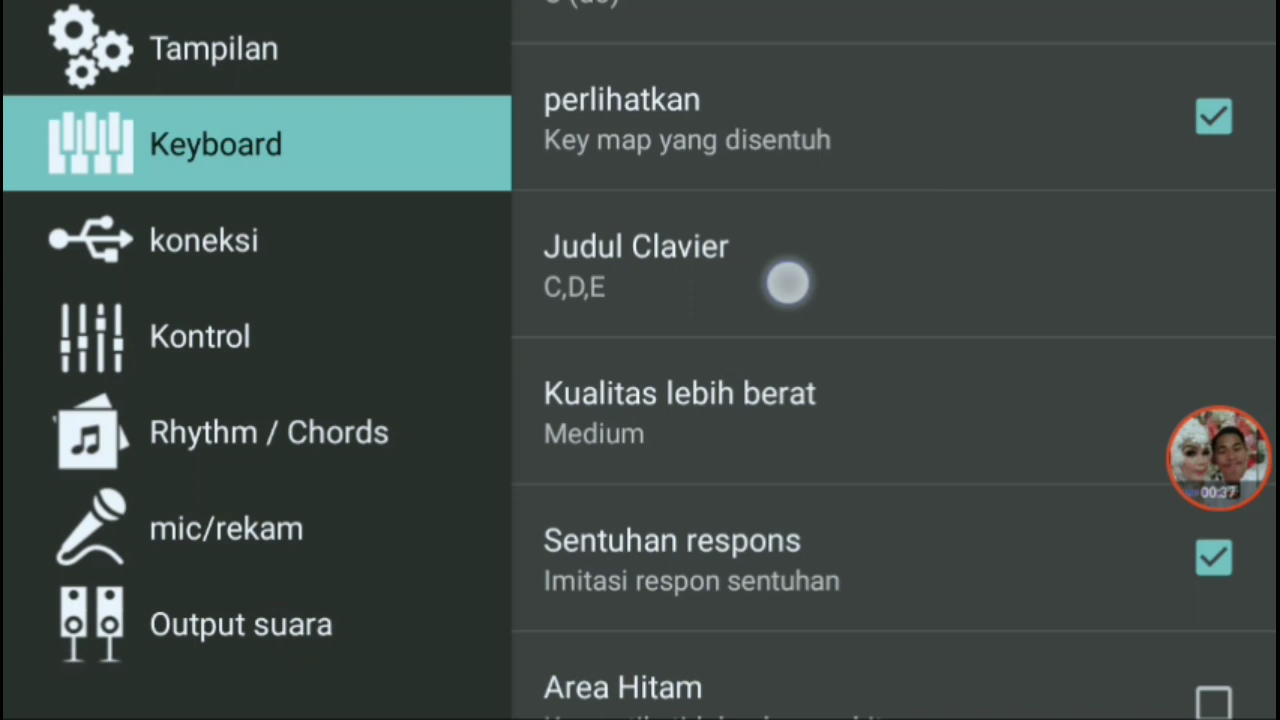 Tampilan
Keyboard
koneksi
Kontrol
Rhythm / Chords
mic/rekam
Output suara
perlihatkan
Key map yang disentuh
Judul Clavier
C,D,E
Kualitas lebih berat
Medium
00:37
Sentuhan respons
Imitasi respon sentuhan
Area Hitam